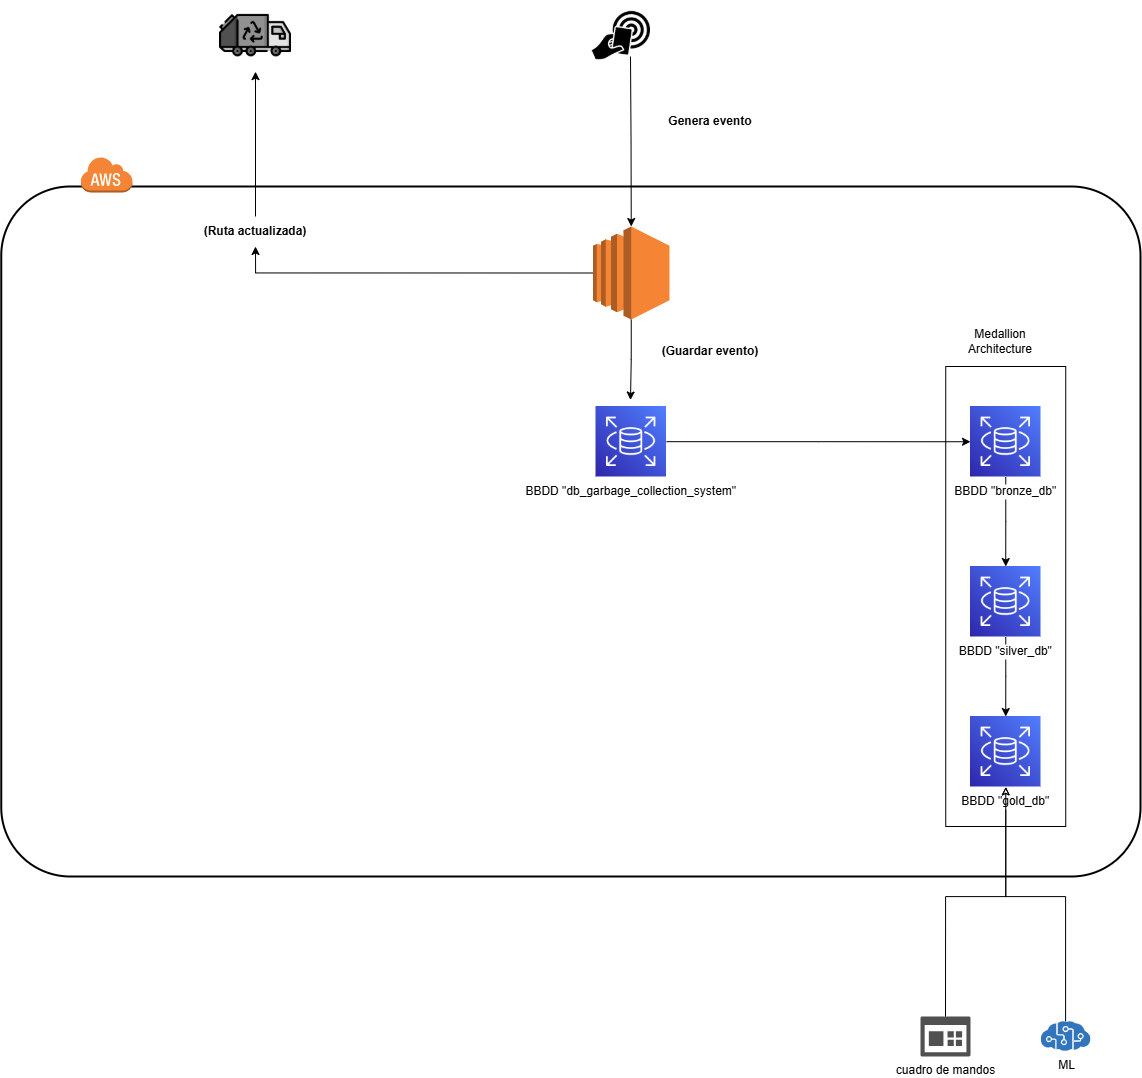 Genera evento
AWS
(Ruta actualizada)
(Guardar evento)
Medallion
Architecture
BBDD "db_garbage_collection_system"
BBDD "bronze_db"
BBDD "silver_db"
BBDD "gold_db"
cuadro de mandos
ML